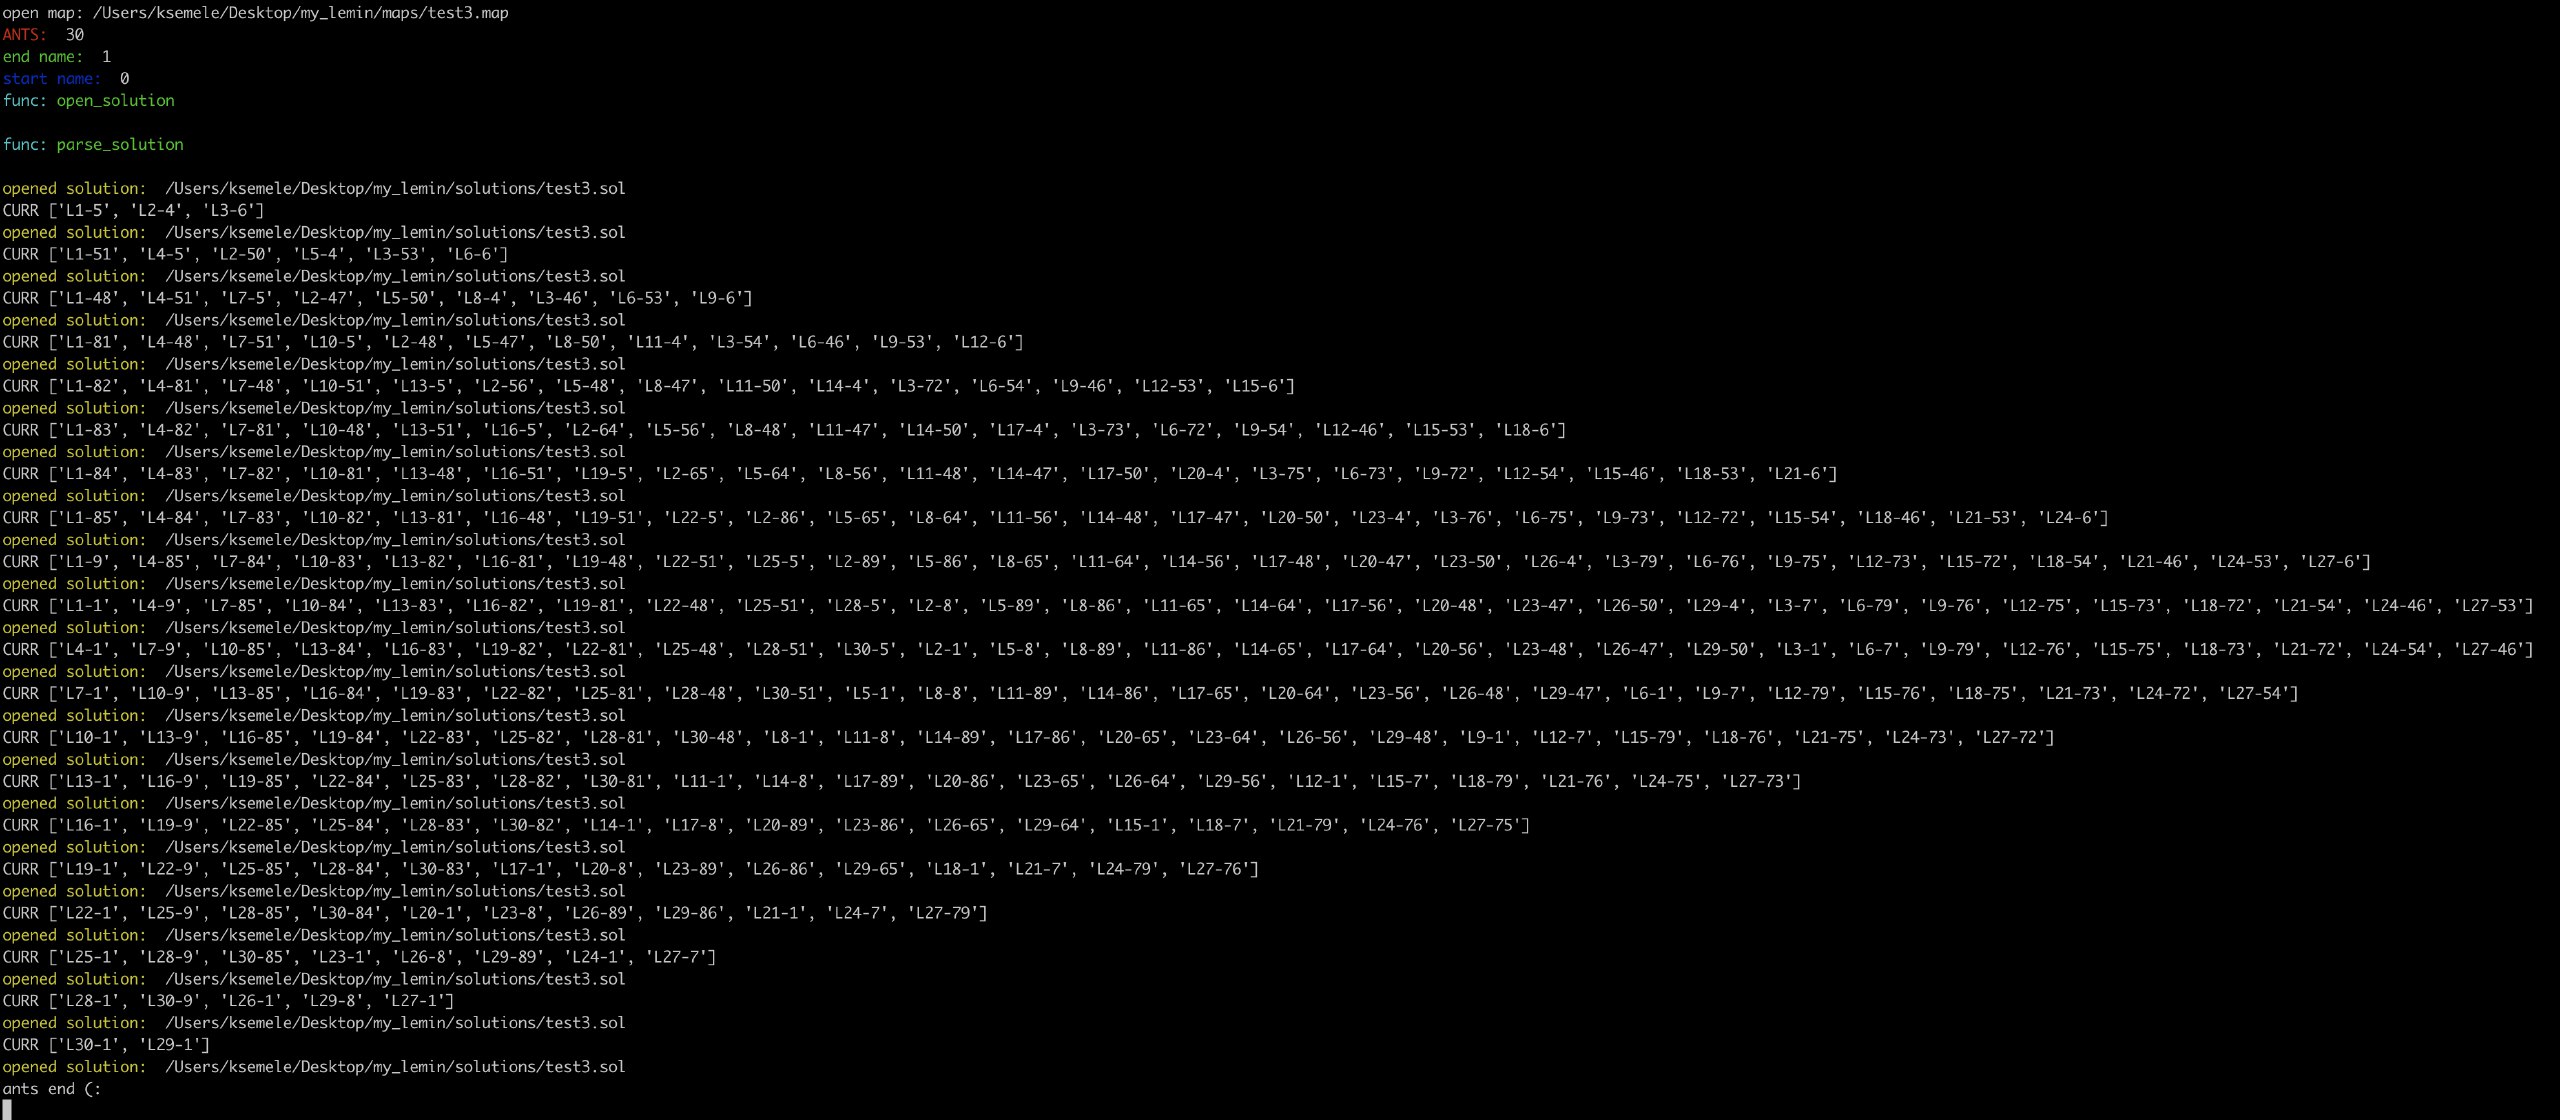 open map: /Users/ksemele/Desktop/my_lemin/maps/test3.map
ANTS:  30
end name:  1
start name:  0
func: open_solution
func: parse_solution
opened solution:  /Users/ksemele/Desktop/my_lemin/solutions/test3.sol
CURR ['L1-5', 'L2-4', 'L3-6']
opened solution:  /Users/ksemele/Desktop/my_lemin/solutions/test3.sol
CURR ['L1-51', 'L4-5', 'L2-50', 'L5-4', 'L3-53', 'L6-6']
opened solution:  /Users/ksemele/Desktop/my_lemin/solutions/test3.sol
CURR ['L1-48', 'L4-51', 'L7-5', 'L2-47', 'L5-50', 'L8-4', 'L3-46', 'L6-53', 'L9-6']
opened solution:  /Users/ksemele/Desktop/my_lemin/solutions/test3.sol
CURR ['L1-81', 'L4-48', 'L7-51', 'L10-5', 'L2-48', 'L5-47', 'L8-50', 'L11-4', 'L3-54', 'L6-46', 'L9-53', 'L12-6']
opened solution:  /Users/ksemele/Desktop/my_lemin/solutions/test3.sol
CURR ['L1-82', 'L4-81', 'L7-48', 'L10-51', 'L13-5', 'L2-56', 'L5-48', 'L8-47', 'L11-50', 'L14-4', 'L3-72', 'L6-54', 'L9-46', 'L12-53', 'L15-6']
opened solution:  /Users/ksemele/Desktop/my_lemin/solutions/test3.sol
CURR ['L1-83', 'L4-82', 'L7-81', 'L10-48', 'L13-51', 'L16-5', 'L2-64', 'L5-56', 'L8-48', 'L11-47', 'L14-50', 'L17-4', 'L3-73', 'L6-72', 'L9-54', 'L12-46', 'L15-53', 'L18-6']
opened solution:  /Users/ksemele/Desktop/my_lemin/solutions/test3.sol
CURR ['L1-84', 'L4-83', 'L7-82', 'L10-81', 'L13-48', 'L16-51', 'L19-5', 'L2-65', 'L5-64', 'L8-56', 'L11-48', 'L14-47', 'L17-50', 'L20-4', 'L3-75', 'L6-73', 'L9-72', 'L12-54', 'L15-46', 'L18-53', 'L21-6']
opened solution:  /Users/ksemele/Desktop/my_lemin/solutions/test3.sol
CURR ['L1-85', 'L4-84', 'L7-83', 'L10-82', 'L13-81', 'L16-48', 'L19-51', 'L22-5', 'L2-86', 'L5-65', 'L8-64', 'L11-56', 'L14-48', 'L17-47', 'L20-50', 'L23-4', 'L3-76', 'L6-75', 'L9-73', 'L12-72', 'L15-54', 'L18-46', 'L21-53', 'L24-6']
opened solution:  /Users/ksemele/Desktop/my_lemin/solutions/test3.sol
CURR ['L1-9', 'L4-85', 'L7-84', 'L10-83', 'L13-82', 'L16-81', 'L19-48', 'L22-51', 'L25-5', 'L2-89', 'L5-86', 'L8-65', 'L11-64', 'L14-56', 'L17-48', 'L20-47', 'L23-50', 'L26-4', 'L3-79', 'L6-76', 'L9-75', 'L12-73', 'L15-72', 'L18-54', 'L21-46', 'L24-53', 'L27-6']
opened solution:  /Users/ksemele/Desktop/my_lemin/solutions/test3.sol
CURR ['L1-1', 'L4-9', 'L7-85', 'L10-84', 'L13-83', 'L16-82', 'L19-81', 'L22-48', 'L25-51', 'L28-5', 'L2-8', 'L5-89', 'L8-86', 'L11-65', 'L14-64', 'L17-56', 'L20-48', 'L23-47', 'L26-50', 'L29-4', 'L3-7', 'L6-79', 'L9-76', 'L12-75', 'L15-73', 'L18-72', 'L21-54', 'L24-46', 'L27-53']
opened solution:  /Users/ksemele/Desktop/my_lemin/solutions/test3.sol
CURR ['L4-1', 'L7-9', 'L10-85', 'L13-84', 'L16-83', 'L19-82', 'L22-81', 'L25-48', 'L28-51', 'L30-5', 'L2-1', 'L5-8', 'L8-89', 'L11-86', 'L14-65', 'L17-64', 'L20-56', 'L23-48', 'L26-47', 'L29-50', 'L3-1', 'L6-7', 'L9-79', 'L12-76', 'L15-75', 'L18-73', 'L21-72', 'L24-54', 'L27-46']
opened solution:  /Users/ksemele/Desktop/my_lemin/solutions/test3.sol
CURR ['L7-1', 'L10-9', 'L13-85', 'L16-84', 'L19-83', 'L22-82', 'L25-81', 'L28-48', 'L30-51', 'L5-1', 'L8-8', 'L11-89', 'L14-86', 'L17-65', 'L20-64', 'L23-56', 'L26-48', 'L29-47', 'L6-1', 'L9-7', 'L12-79', 'L15-76', 'L18-75', 'L21-73', 'L24-72', 'L27-54']
opened solution:  /Users/ksemele/Desktop/my_lemin/solutions/test3.sol
CURR ['L10-1', 'L13-9', 'L16-85', 'L19-84', 'L22-83', 'L25-82', 'L28-81', 'L30-48', 'L8-1', 'L11-8', 'L14-89', 'L17-86', 'L20-65', 'L23-64', 'L26-56', 'L29-48', 'L9-1', 'L12-7', 'L15-79', 'L18-76', 'L21-75', 'L24-73', 'L27-72']
opened solution:  /Users/ksemele/Desktop/my_lemin/solutions/test3.sol
CURR ['L13-1', 'L16-9', 'L19-85', 'L22-84', 'L25-83', 'L28-82', 'L30-81', 'L11-1', 'L14-8', 'L17-89', 'L20-86', 'L23-65', 'L26-64', 'L29-56', 'L12-1', 'L15-7', 'L18-79', 'L21-76', 'L24-75', 'L27-73']
opened solution:  /Users/ksemele/Desktop/my_lemin/solutions/test3.sol
CURR ['L16-1', 'L19-9', 'L22-85', 'L25-84', 'L28-83', 'L30-82', 'L14-1', 'L17-8', 'L20-89', 'L23-86', 'L26-65', 'L29-64', 'L15-1', 'L18-7', 'L21-79', 'L24-76', 'L27-75']
opened solution:  /Users/ksemele/Desktop/my_lemin/solutions/test3.sol
CURR ['L19-1', 'L22-9', 'L25-85', 'L28-84', 'L30-83', 'L17-1', 'L20-8', 'L23-89', 'L26-86', 'L29-65', 'L18-1', 'L21-7', 'L24-79', 'L27-76']
opened solution:  /Users/ksemele/Desktop/my_lemin/solutions/test3.sol
CURR ['L22-1', 'L25-9', 'L28-85', 'L30-84', 'L20-1', 'L23-8', 'L26-89', 'L29-86', 'L21-1', 'L24-7', 'L27-79']
opened solution:  /Users/ksemele/Desktop/my_lemin/solutions/test3.sol
CURR ['L25-1', 'L28-9', 'L30-85', 'L23-1', 'L26-8', 'L29-89', 'L24-1', 'L27-7']
opened solution:  /Users/ksemele/Desktop/my_lemin/solutions/test3.sol
CURR ['L28-1', 'L30-9', 'L26-1', 'L29-8', 'L27-1']
opened solution:  /Users/ksemele/Desktop/my_lemin/solutions/test3.sol
CURR ['L30-1', 'L29-1']
opened solution:  /Users/ksemele/Desktop/my_lemin/solutions/test3.sol
ants end (: